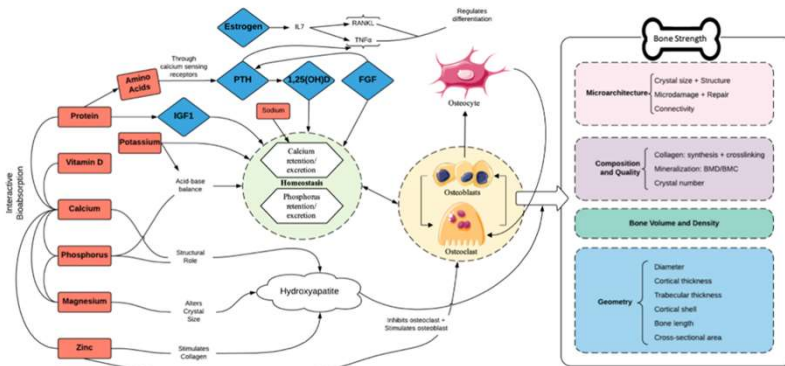 Estrogen
IL7
RANKL
TNFα
Regulates
differentiation
Through
calcium sensing
receptors
Amino
Acids
PTH
1,25(OH)D
FGF
Protein
IGF1
Sodium
Potassium
Vitamin D
Acid-base
balance
Calcium
Phosphorus
Magnesium
Zinc
Interactive
Bioabsorption
Calcium
retention/
excretion
Homeostasis
Phosphorus
retention/
excretion
Structural
Role
Alters
Crystal
Size
Stimulates
Collagen
Hydroxyapatite
Inhibits osteoclast +
Stimulates osteoblast
Osteocyte
Osteoblasts
Osteoclast
Bone Strength
Microarchitecture
Crystal size + Structure
Microdamage + Repair
Connectivity
Composition
and Quality
Collagen: synthesis + crosslinking
Mineralization: BMD/BMC
Crystal number
Bone Volume and Density
Geometry
Diameter
Cortical thickness
Trabecular thickness
Cortical shell
Bone length
Cross-sectional area